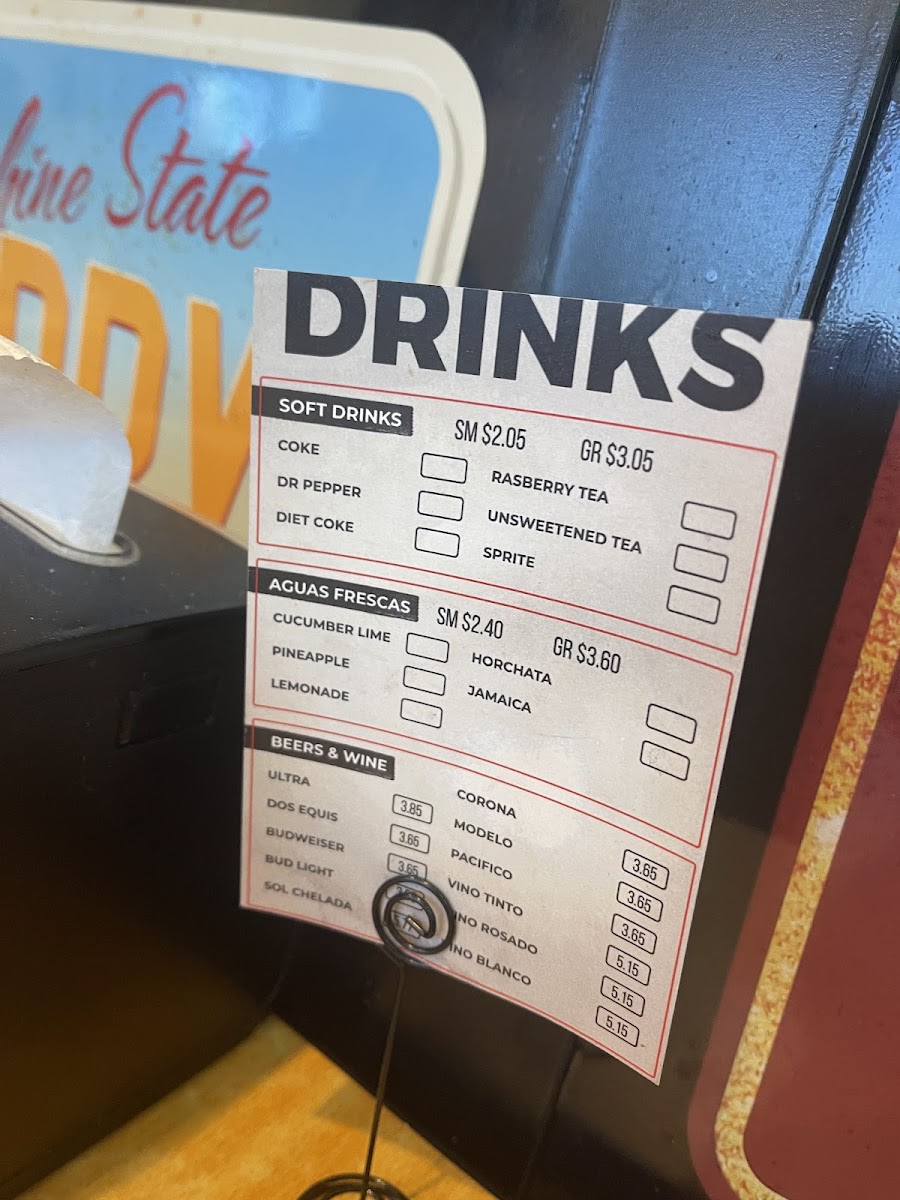 State
DRINKS
SOFT DRINKS SM $2.05 GR $3.05
COKE
DR PEPPER
DIET COKE
RASBERRY TEA
UNSWEETENED TEA
SPRITE
AGUAS FRESCAS SM $2.40 GR $3.60
CUCUMBER LIME
PINEAPPLE
LEMONADE
HORCHATA
JAMAICA
BEERS & WINE
ULTRA 3.85
DOS EQUIS 3.65
BUDWEISER 3.65
BUD LIGHT
SOL CHELADA
CORONA 3.65
MODELO 3.65
PACIFICO 3.65
VINO TINTO 5.15
INO ROSADO 5.15
INO BLANCO 5.15